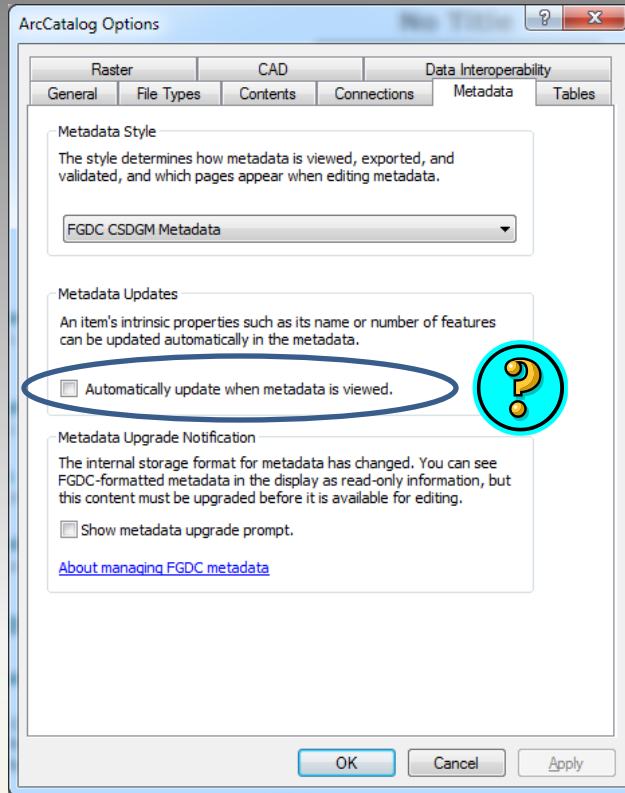 No Title
ArcCatalog Options
?
Raster CAD Data Interoperability
General File Types Contents Connections Metadata Tables
Metadata Style
The style determines how metadata is viewed, exported, and
validated, and which pages appear when editing metadata.
FGDC CSDGM Metadata
Metadata Updates
An item's intrinsic properties such as its name or number of features
can be updated automatically in the metadata.
Automatically update when metadata is viewed.
?
Metadata Upgrade Notification
The internal storage format for metadata has changed. You can see
FGDC-formatted metadata in the display as read-only information, but
this content must be upgraded before it is available for editing.
Show metadata upgrade prompt.
About managing FGDC metadata
OK Cancel Apply